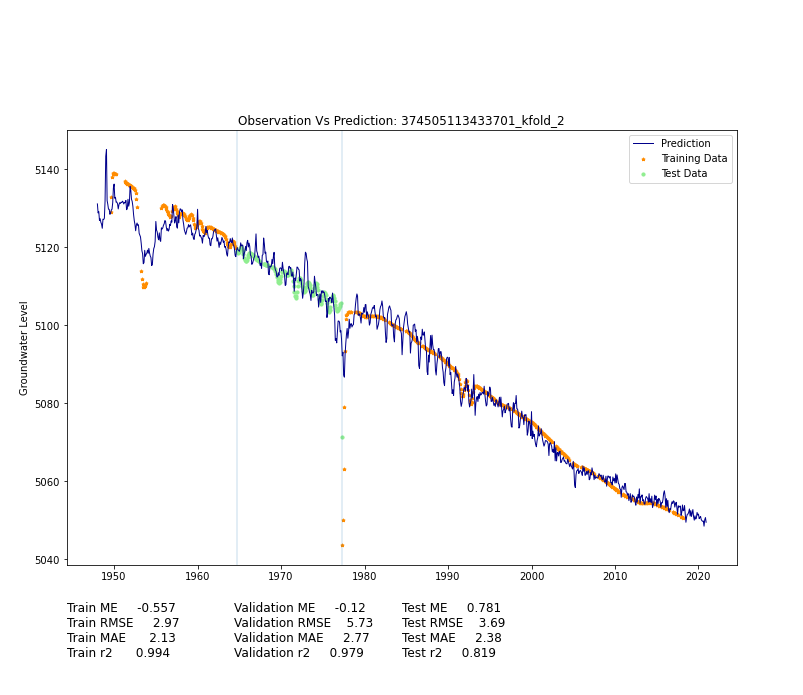 Observation Vs Prediction: 374505113433701_kfold_2
Prediction
Training Data
Test Data
5140
5120
5100
5080
5060
5040
Groundwater Level
1950 1960 1970 1980 1990 2000 2010 2020
Train ME -0.557 Validation ME -0.12 Test ME 0.781
Train RMSE 2.97 Validation RMSE 5.73 Test RMSE 3.69
Train MAE 2.13 Validation MAE 2.77 Test MAE 2.38
Train r2 0.994 Validation r2 0.979 Test r2 0.819